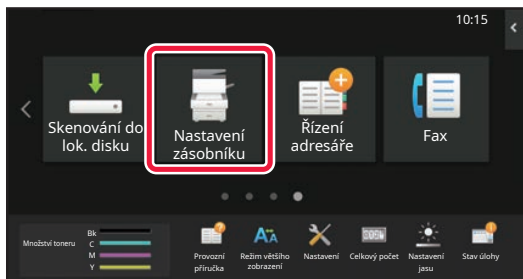 10:15
Skenování do
lok. disku
Nastavení
zásobníku
Řízení
adresáře
Fax
Množství toneru
Bk
C
M
Y
Provozní
příručka
Režim většího
zobrazení
Nastavení
Celkový počet
Nastavení
jasu
Stav úlohy